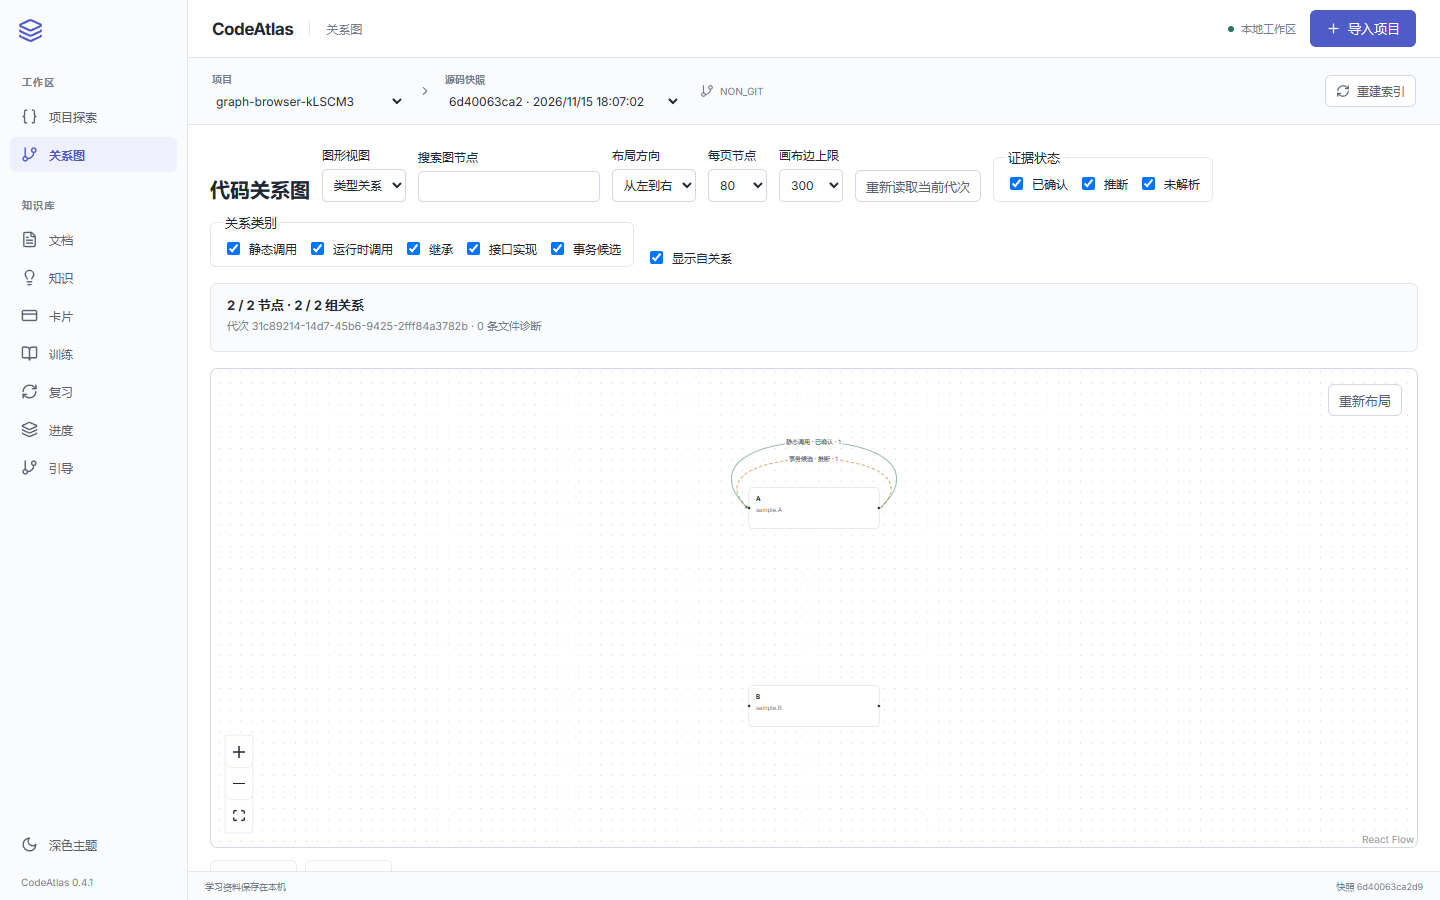 工作区
项目探索
关系图
知识库
文档
知识
卡片
训练
复习
进度
引导
深色主题
CodeAtlas 0.4.1
CodeAtlas 关系图
本地工作区
导入项目
项目
graph-browser-kLSCM3
源码快照
6d40063ca2 · 2026/11/15 18:07:02
NON_GIT
重建索引
代码关系图
图形视图
类型关系
搜索图节点
布局方向
从左到右
每页节点
80
画布边上限
300
重新读取当前代次
证据状态
已确认 推断 未解析
关系类别
静态调用 运行时调用 继承 接口实现 事务候选
显示自关系
2 / 2 节点 · 2 / 2 组关系
代次 31c89214-14d7-45b6-9425-2fff84a3782b · 0 条文件诊断
重新布局
静态调用 · 已确认 · 1
事务候选 · 推断 · 1
A
sample.A
B
sample.B
React Flow
学习资料保存在本机
快照 6d40063ca2d9